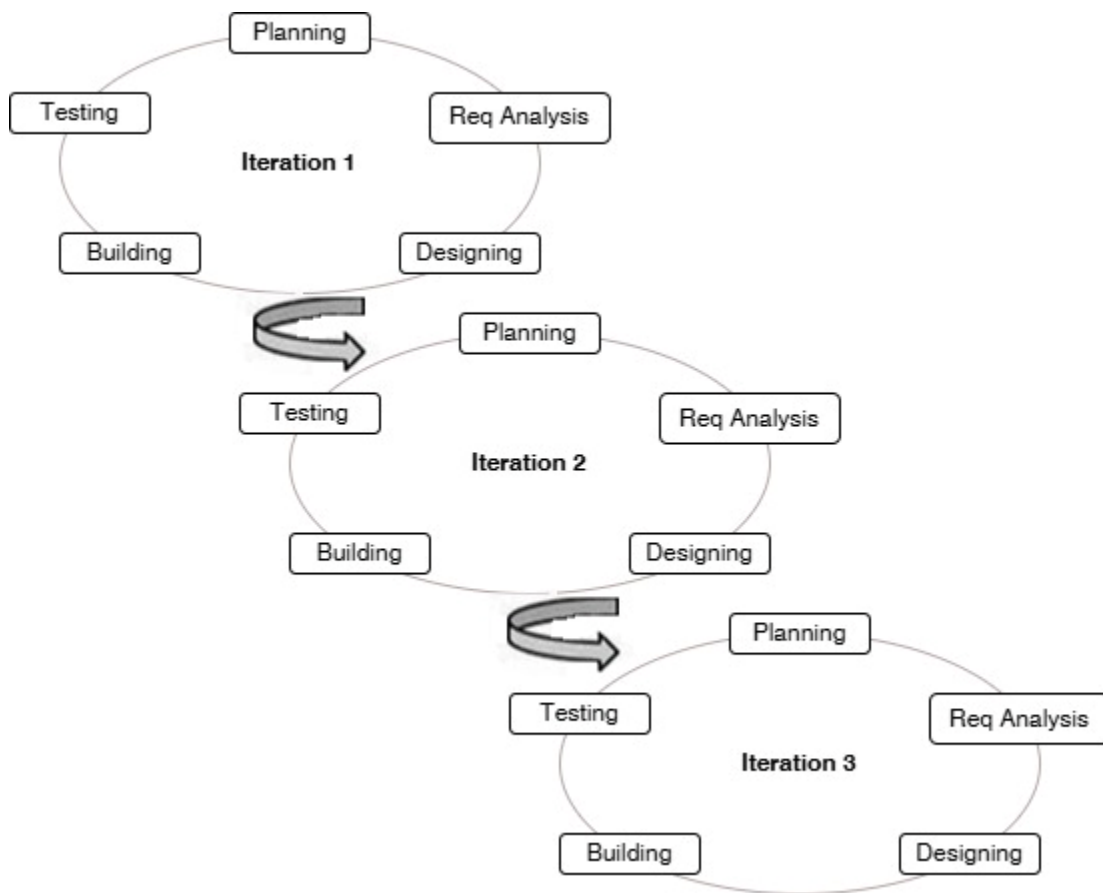 Planning
Testing
Req Analysis
Iteration 1
Building
Designing
Planning
Testing
Req Analysis
Iteration 2
Building
Designing
Planning
Testing
Req Analysis
Iteration 3
Building
Designing